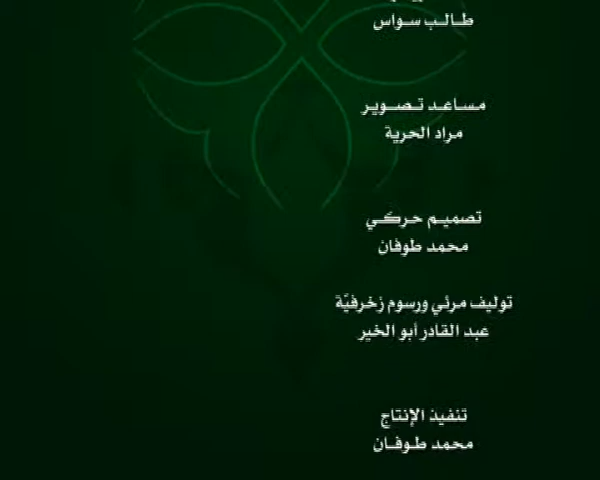 طالب سواس
مساعد تصوير
مراد الحرية
تصميم حركي
محمد طوفان
توليف مرئي ورسوم زخرفيّة
عبد القادر أبو الخير
تنفيذ الإنتاج
محمد طوفان